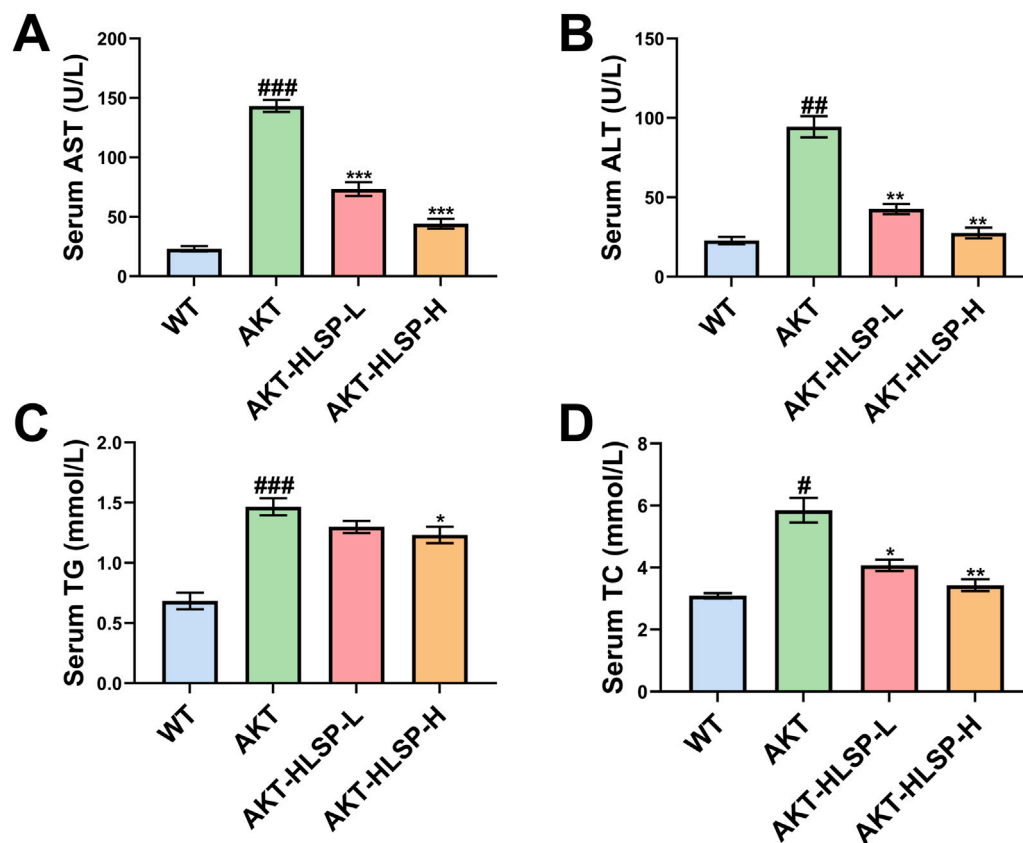 A
Serum AST (U/L)
200
150
100
50
0
###
***
***
WT
AKT
AKT-HLSP-L
AKT-HLSP-H
B
Serum ALT (U/L)
150
100
50
0
##
**
**
WT
AKT
AKT-HLSP-L
AKT-HLSP-H
C
Serum TG (mmol/L)
2.0
1.5
1.0
0.5
0.0
###
*
WT
AKT
AKT-HLSP-L
AKT-HLSP-H
D
Serum TC (mmol/L)
8
6
4
2
0
#
*
**
WT
AKT
AKT-HLSP-L
AKT-HLSP-H